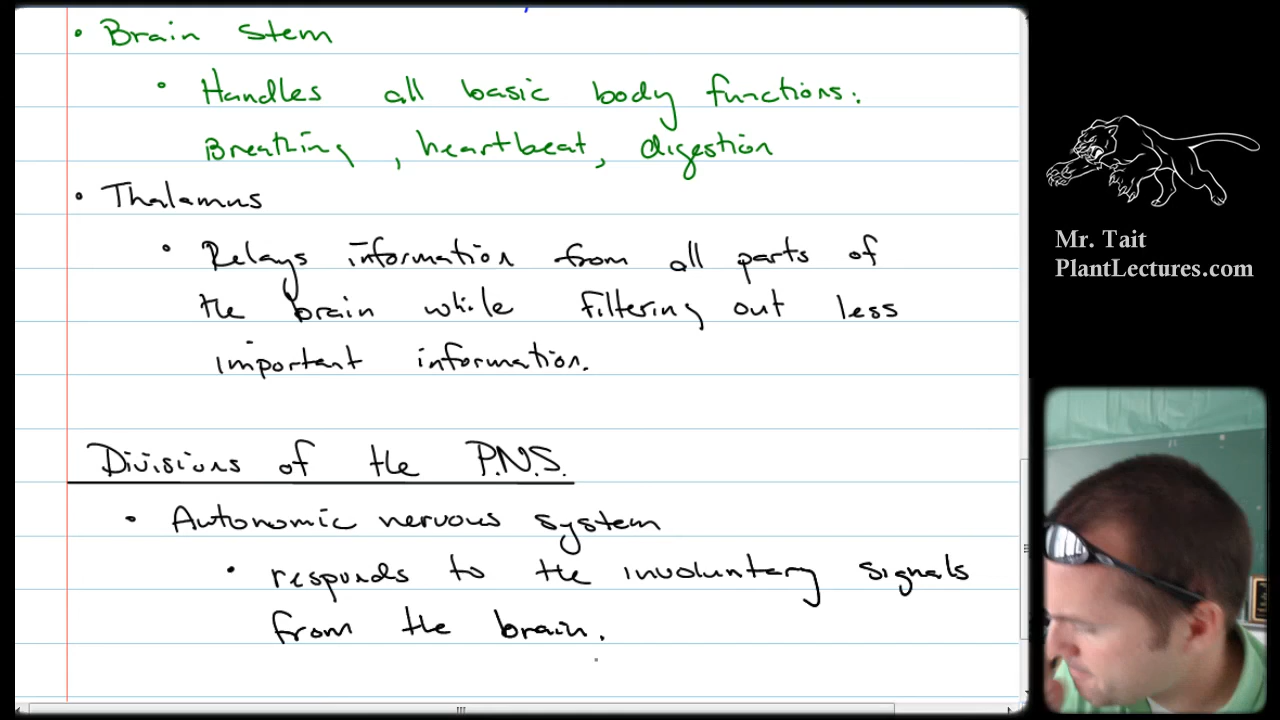 • Brain stem
• Handles all basic body functions:
Breathing, heartbeat, digestion
• Thalamus
• Relays information from all parts of
the brain while filtering out less
important information.
Divisions of the P.N.S.
• Autonomic nervous system
• responds to the involuntary signals
from the brain.
Mr. Tait
PlantLectures.com